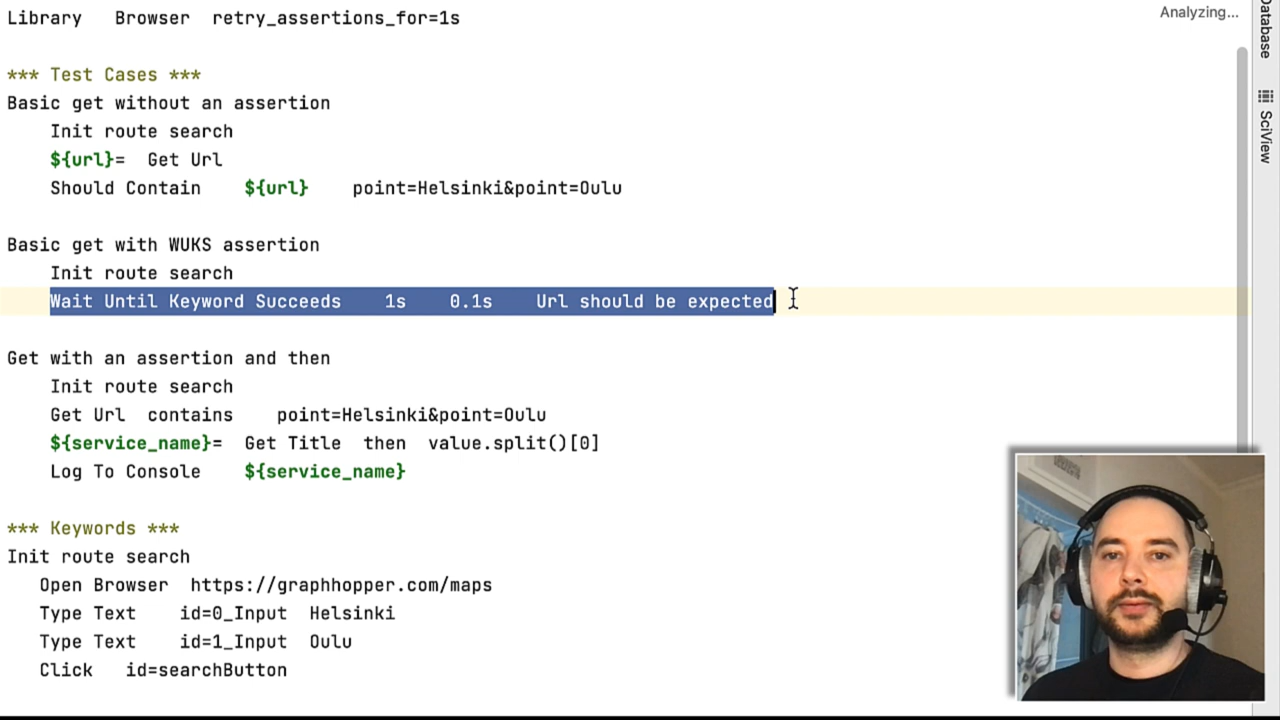 Library   Browser  retry_assertions_for=1s
Analyzing...
Database
SciView
*** Test Cases ***
Basic get without an assertion
    Init route search
    ${url}=  Get Url
    Should Contain    ${url}    point=Helsinki&point=Oulu
Basic get with WUKS assertion
    Init route search
    Wait Until Keyword Succeeds    1s    0.1s    Url should be expected
Get with an assertion and then
    Init route search
    Get Url  contains    point=Helsinki&point=Oulu
    ${service_name}=  Get Title  then  value.split()[0]
    Log To Console    ${service_name}
*** Keywords ***
Init route search
   Open Browser  https://graphhopper.com/maps
   Type Text    id=0_Input  Helsinki
   Type Text    id=1_Input  Oulu
   Click   id=searchButton